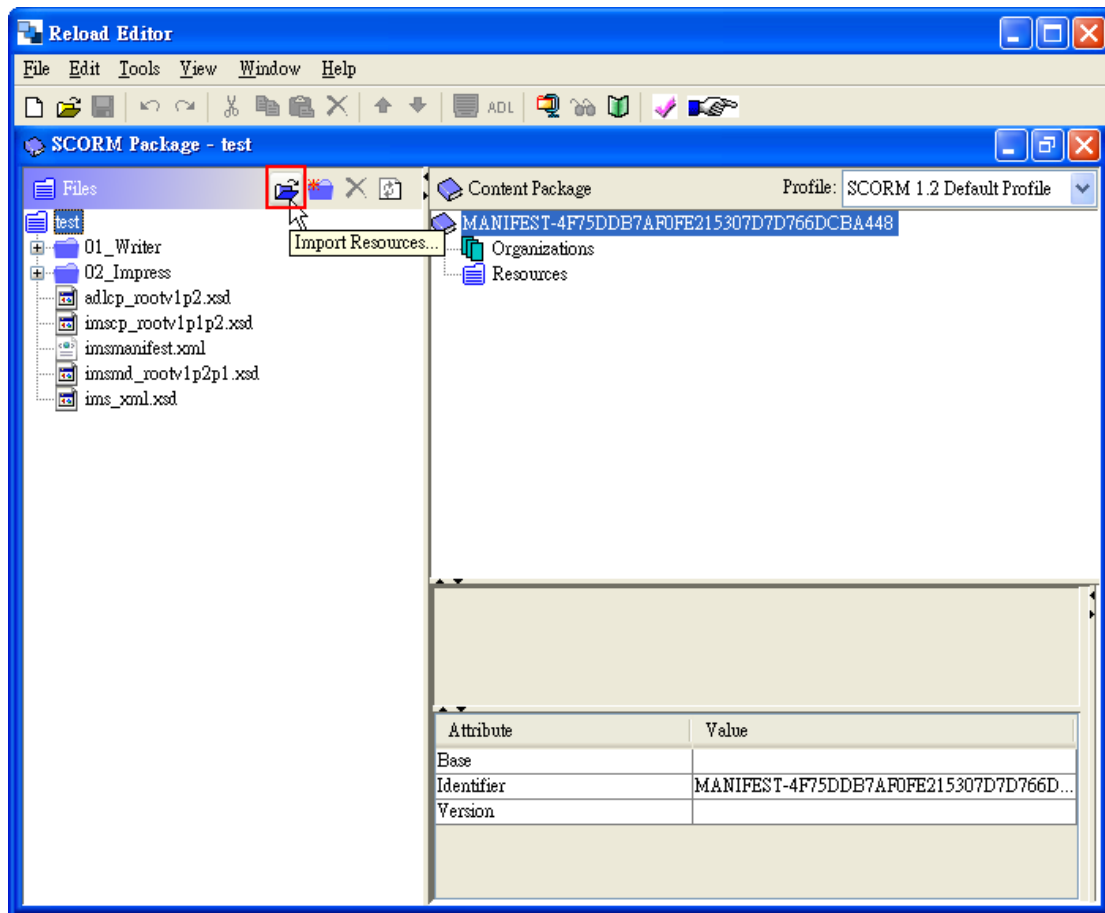 Reload Editor
File Edit Tools View Window Help
ADL
SCORM Package - test
Files
Import Resources...
test
01_Writer
02_Impress
adlcp_rootv1p2.xsd
imscp_rootv1p1p2.xsd
imsmanifest.xml
imsmd_rootv1p2p1.xsd
ims_xml.xsd
Content Package Profile: SCORM 1.2 Default Profile
MANIFEST-4F75DDB7AF0FE215307D7D766DCBA448
Organizations
Resources
Attribute Value
Base
Identifier MANIFEST-4F75DDB7AF0FE215307D7D766D...
Version